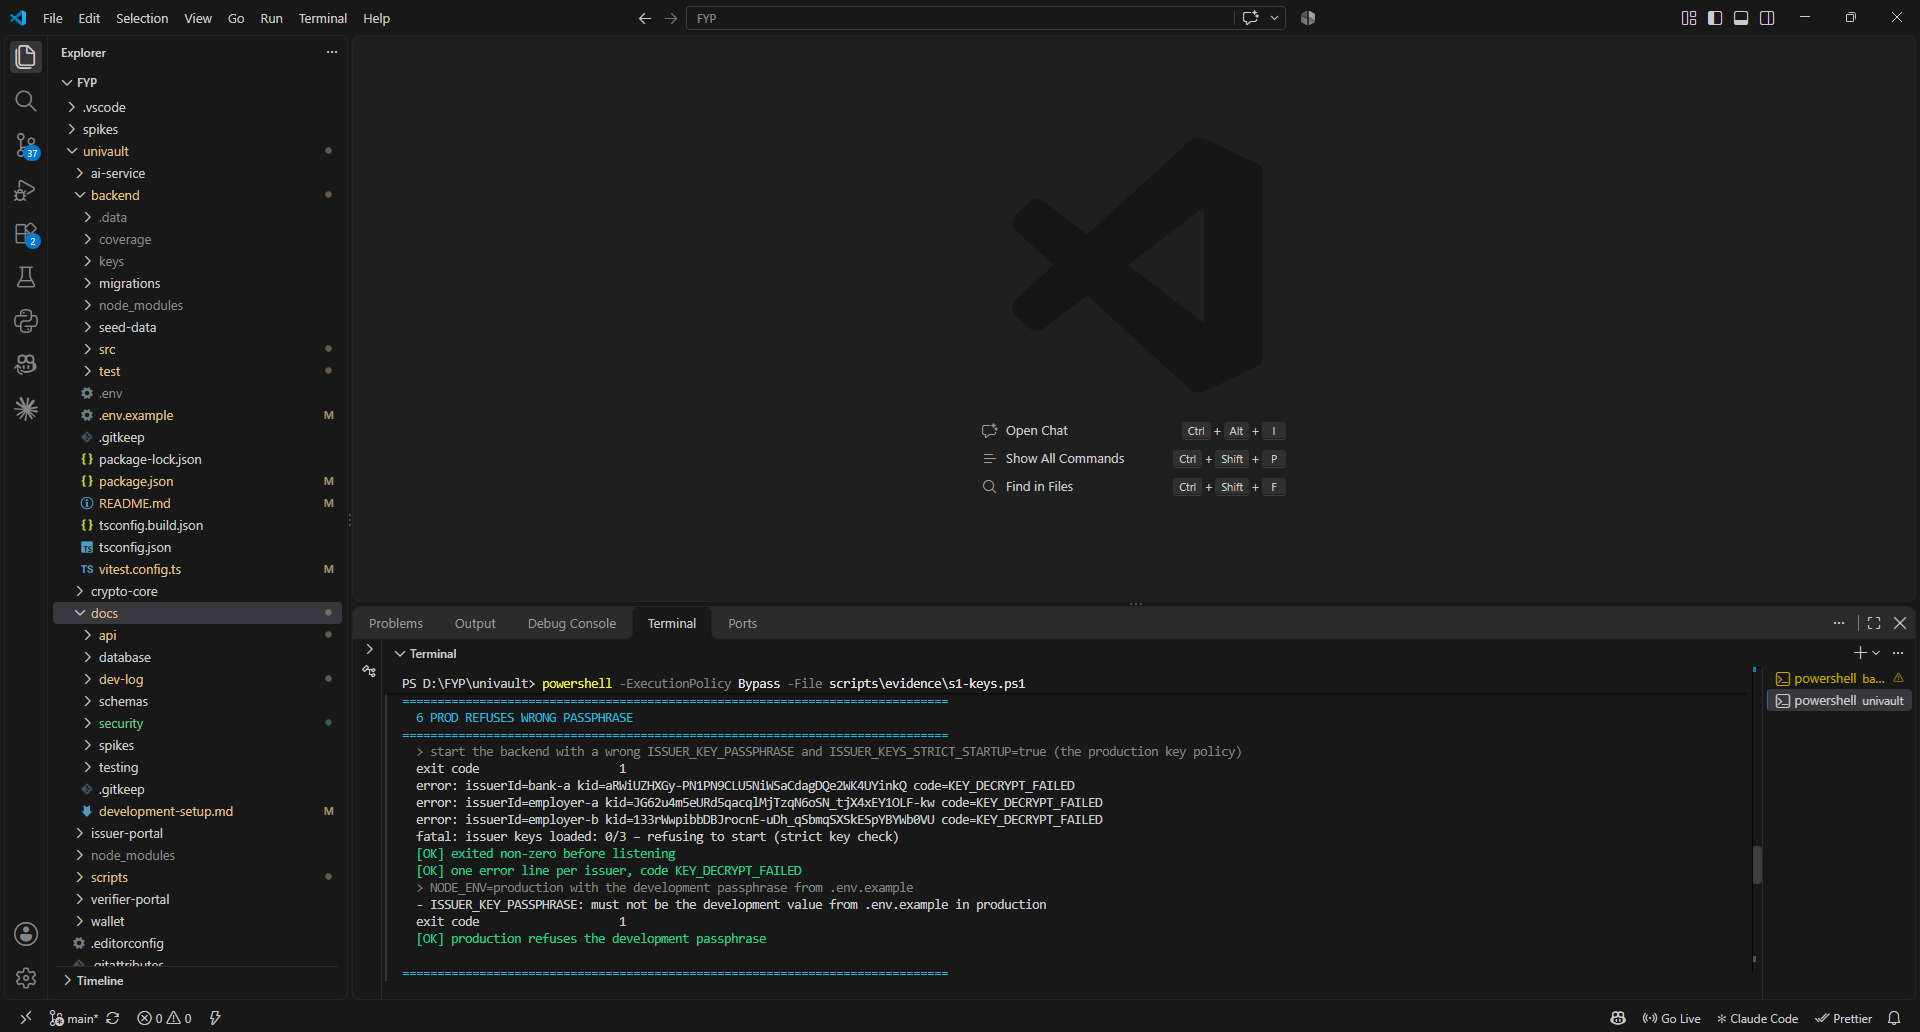 File Edit Selection View Go Run Terminal Help
FYP
Explorer
FYP
.vscode
spikes
univault
ai-service
backend
.data
coverage
keys
migrations
node_modules
seed-data
src
test
.env
.env.example M
.gitkeep
package-lock.json
package.json M
README.md M
tsconfig.build.json
tsconfig.json
TS vitest.config.ts M
crypto-core
docs
api
database
dev-log
schemas
security
spikes
testing
.gitkeep
development-setup.md M
issuer-portal
node_modules
scripts
verifier-portal
wallet
.editorconfig
.gitattributes
Timeline
37
2
Open Chat Ctrl + Alt + I
Show All Commands Ctrl + Shift + P
Find in Files Ctrl + Shift + F
Problems Output Debug Console Terminal Ports
Terminal
PS D:\FYP\univault> powershell -ExecutionPolicy Bypass -File scripts\evidence\s1-keys.ps1
==============================================================================
6 PROD REFUSES WRONG PASSPHRASE
==============================================================================
> start the backend with a wrong ISSUER_KEY_PASSPHRASE and ISSUER_KEYS_STRICT_STARTUP=true (the production key policy)
exit code 1
error: issuerId=bank-a kid=aRWiUZHXGy-PN1PN9CLU5NiWSaCdagDQe2WK4UYinkQ code=KEY_DECRYPT_FAILED
error: issuerId=employer-a kid=JG62u4m5eURd5qacqlMjTzqN6oSN_tjX4xEY1OLF-kw code=KEY_DECRYPT_FAILED
error: issuerId=employer-b kid=133rWwpibbDBJrocnE-uDh_qSbmqSXSkESpYBYWb0VU code=KEY_DECRYPT_FAILED
fatal: issuer keys loaded: 0/3 – refusing to start (strict key check)
[OK] exited non-zero before listening
[OK] one error line per issuer, code KEY_DECRYPT_FAILED
> NODE_ENV=production with the development passphrase from .env.example
- ISSUER_KEY_PASSPHRASE: must not be the development value from .env.example in production
exit code 1
[OK] production refuses the development passphrase
==============================================================================
powershell ba...
powershell univault
main* 0 0
Go Live Claude Code Prettier